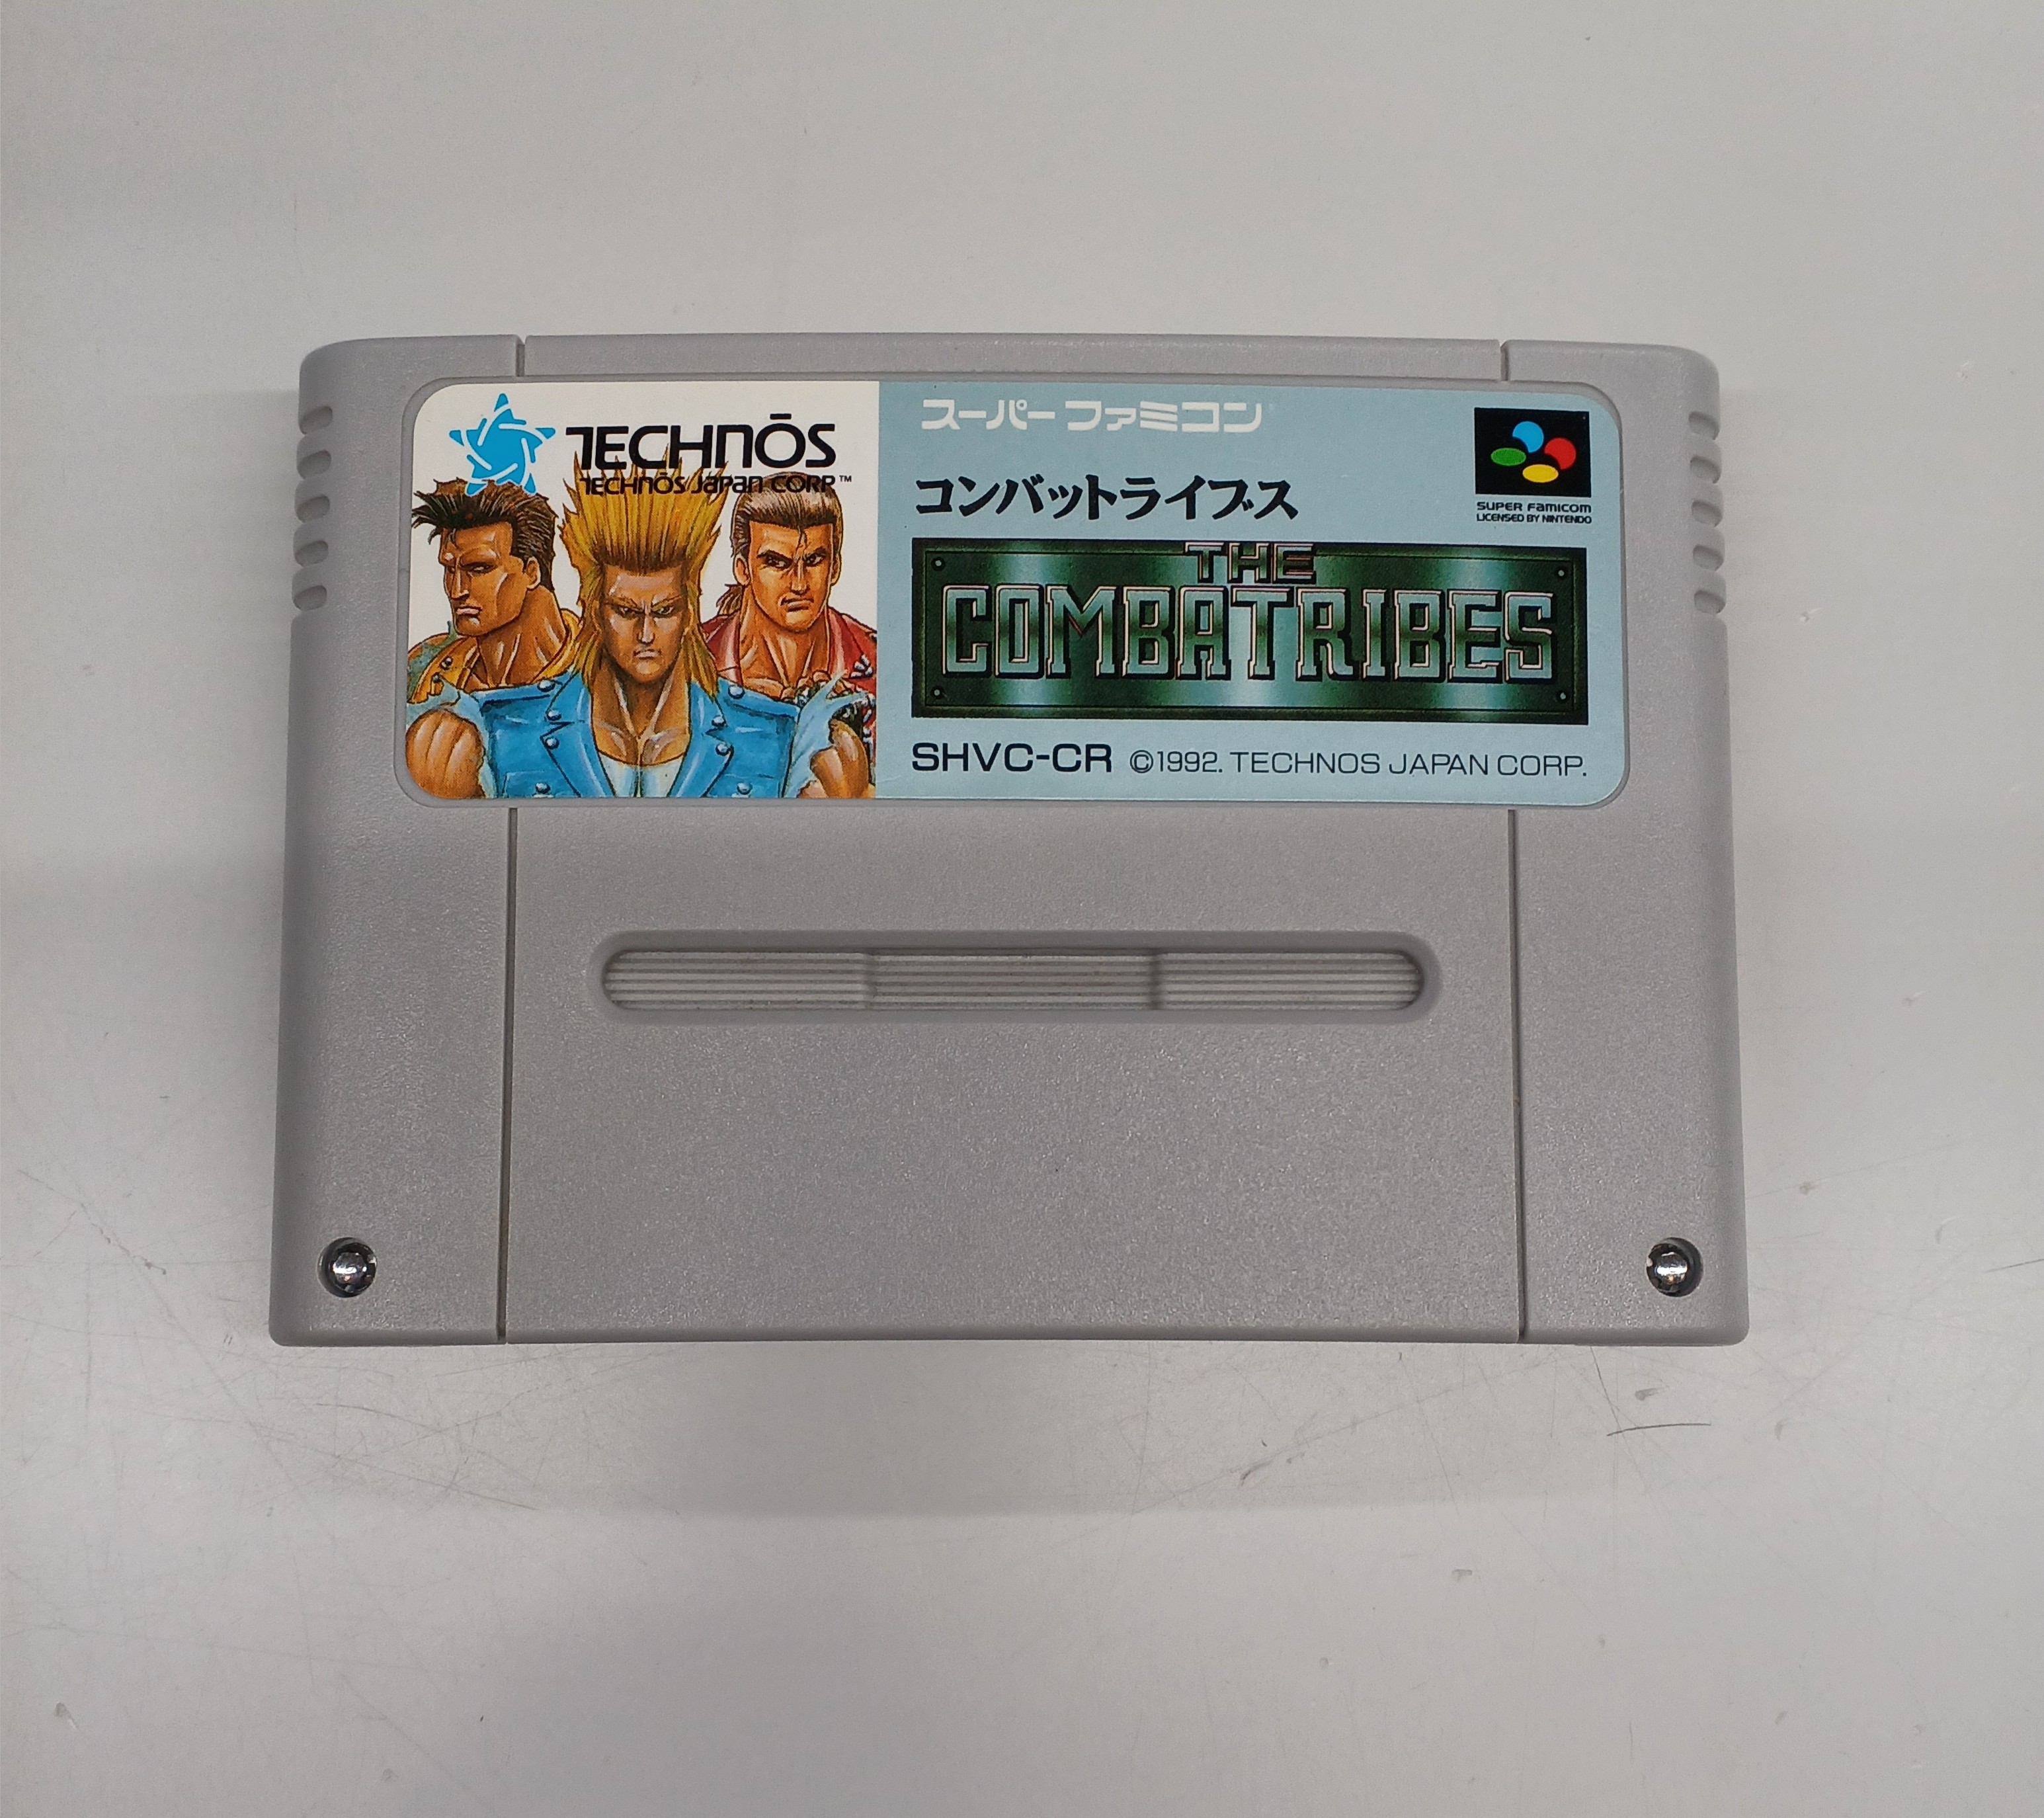 TECHNŌS
TECHNŌS JAPAN CORP™
スーパーファミコン
コンバットライブス
SUPER FAMICOM
LICENSED BY NINTENDO
THE
COMBATRIBES
SHVC-CR ©1992. TECHNOS JAPAN CORP.